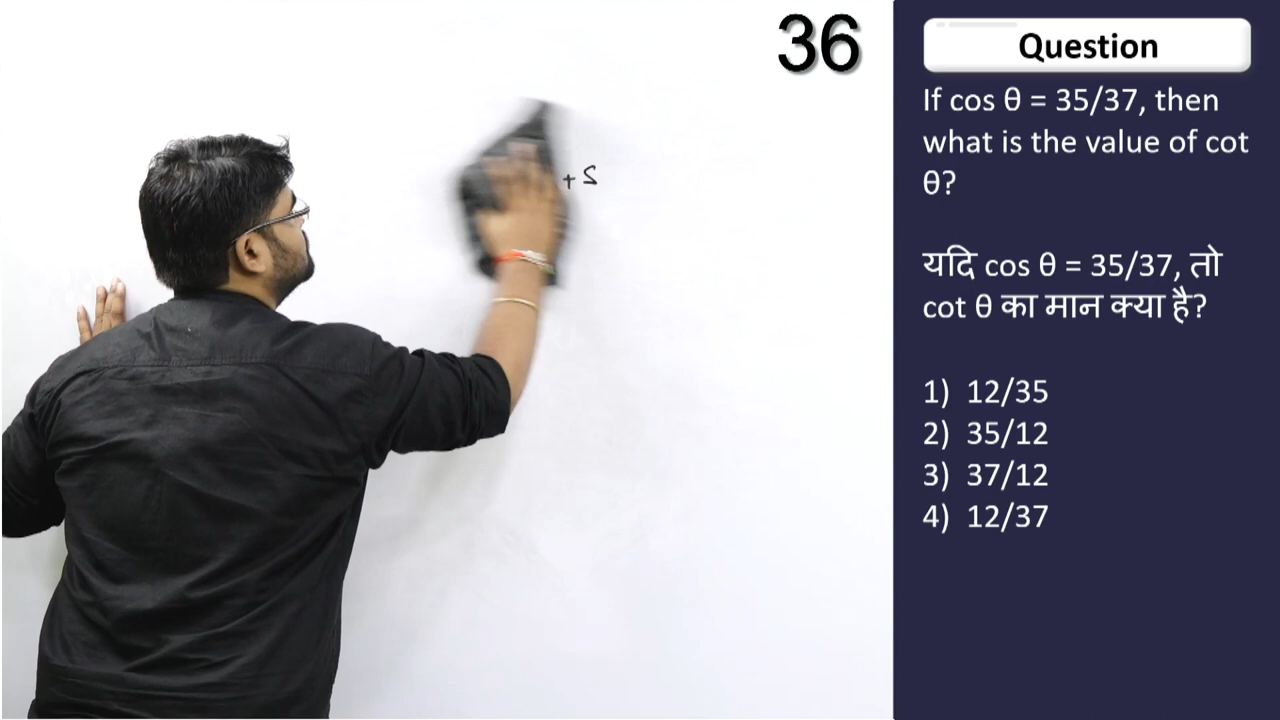 36
+ 2
Question
If cos θ = 35/37, then
what is the value of cot
θ?
यदि cos θ = 35/37, तो
cot θ का मान क्या है?
1) 12/35
2) 35/12
3) 37/12
4) 12/37